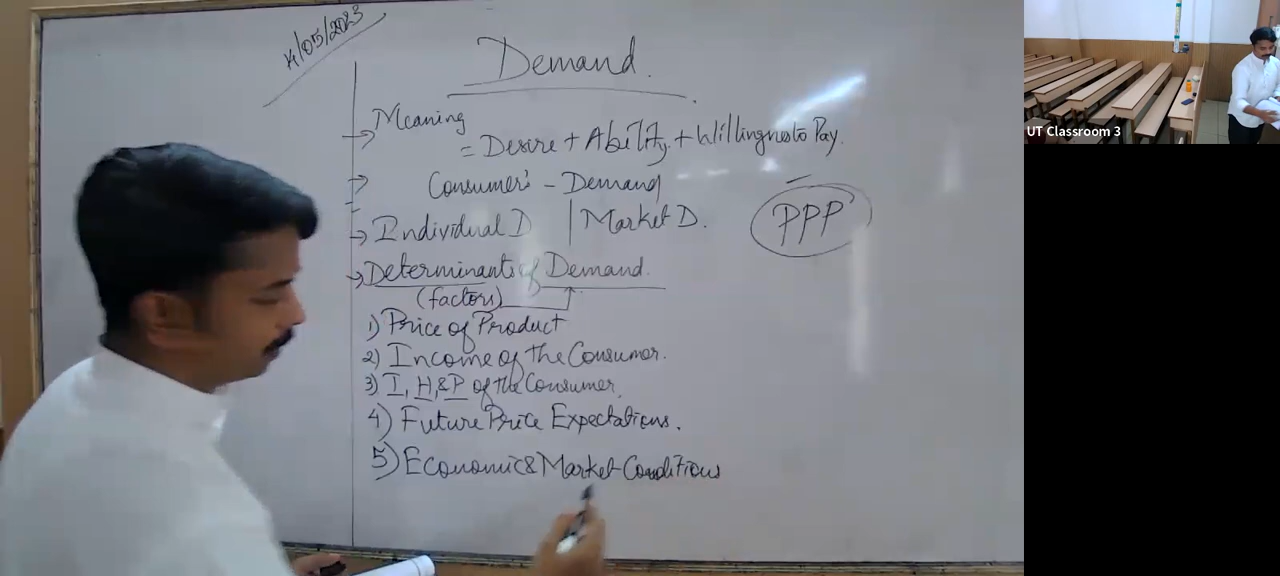 11/05/2023
Demand.
→ Meaning
= Desire + Ability + Willingness to Pay.
→ Consumer's - Demand
→ Individual D | Market D.
PPP
→ Determinants of Demand.
(factors)
1) Price of Product
2) Income of the Consumer.
3) I, H, & P of the Consumer.
4) Future Price Expectations.
5) Economic & Market Conditions
UT Classroom 3